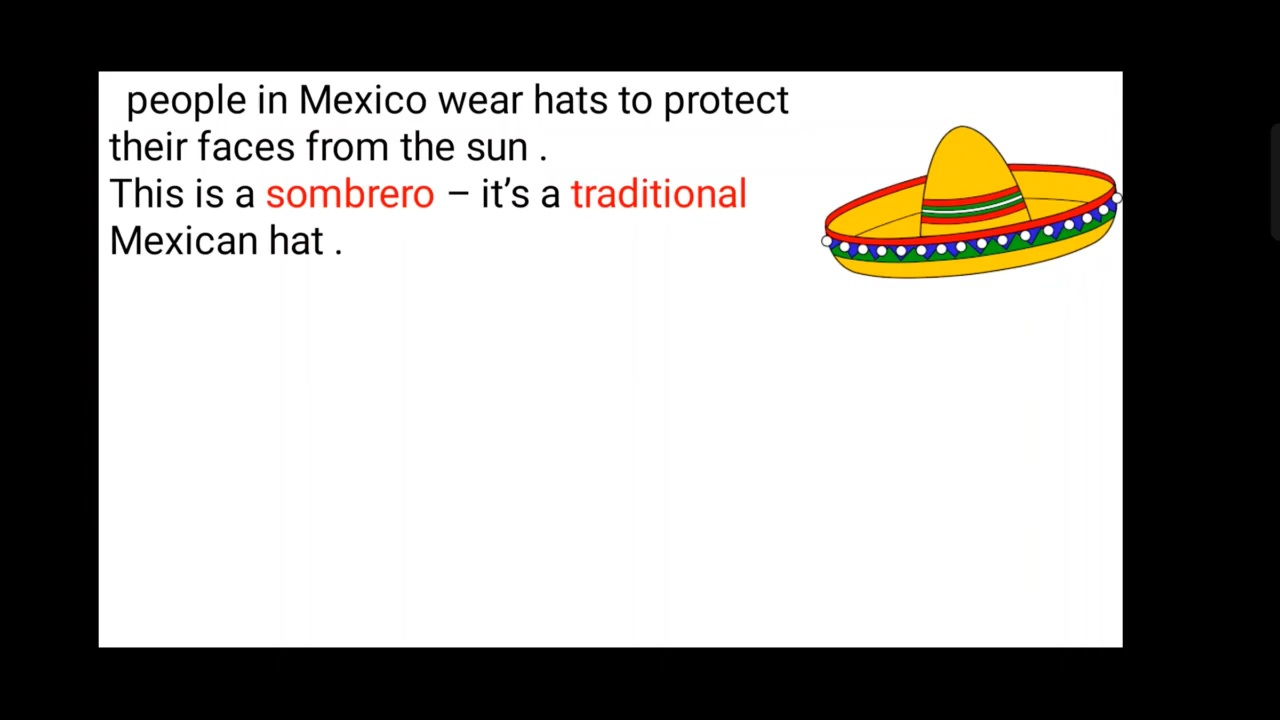 people in Mexico wear hats to protect
their faces from the sun .
This is a sombrero – it’s a traditional
Mexican hat .